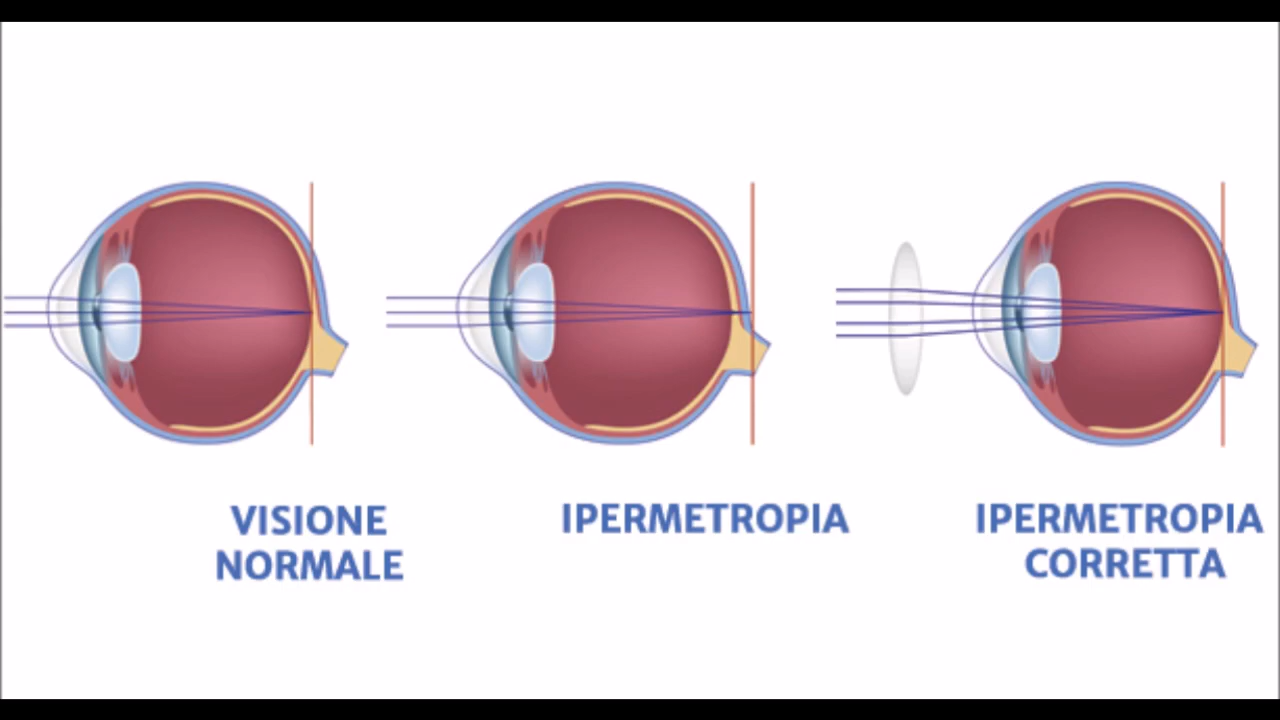 VISIONE
NORMALE
IPERMETROPIA
IPERMETROPIA
CORRETTA